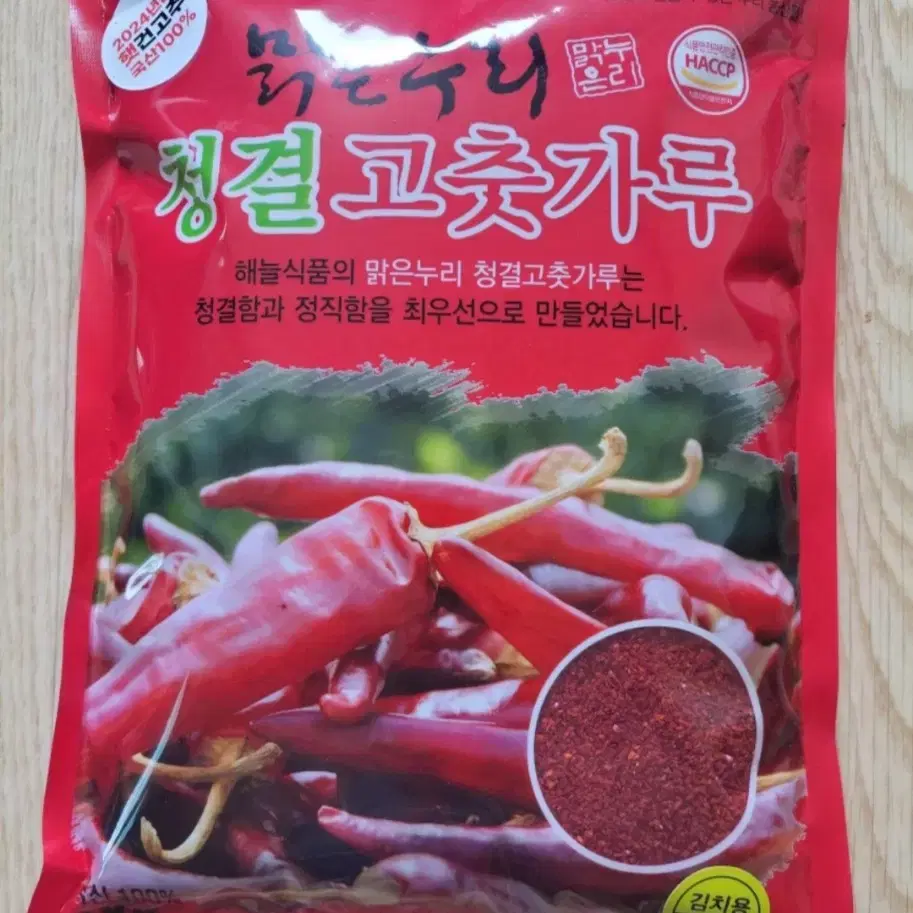 2024년
햇건고추
국산100%
맑은누리
맑누
은리
HACCP
청결 고춧가루
해늘식품의 맑은누리 청결고춧가루는
청결함과 정직함을 최우선으로 만들었습니다.
100%
김치용